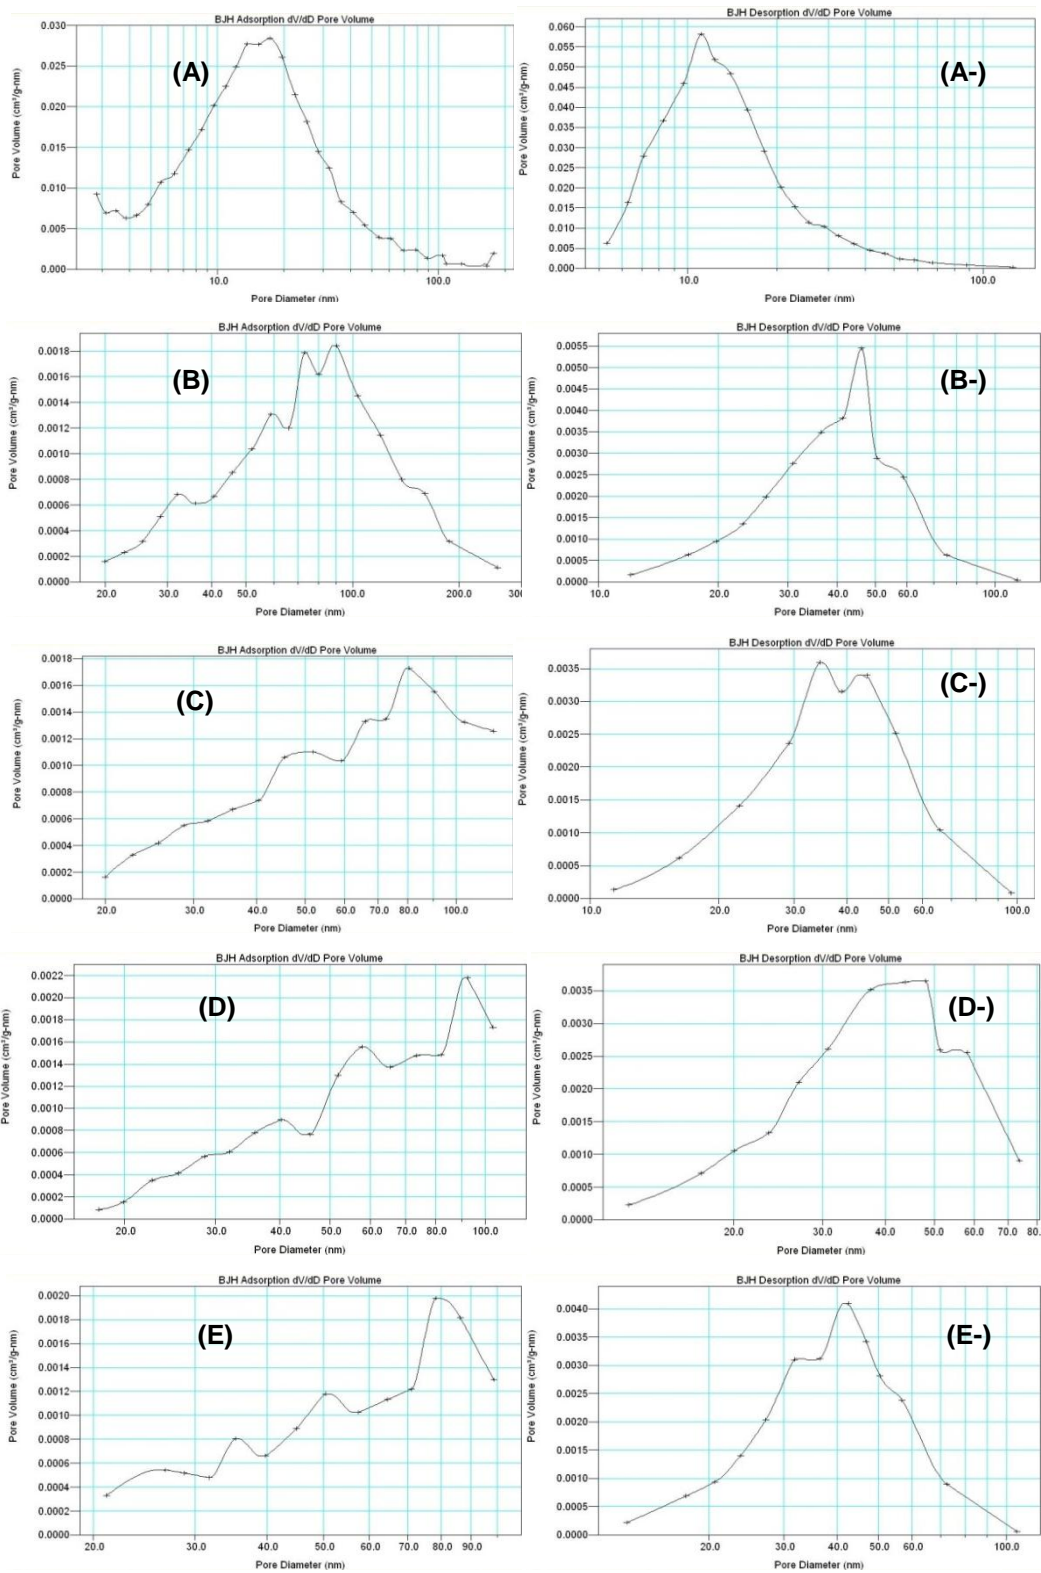 BJH Adsorption dV/dD Pore Volume
Pore Volume (cm³/g-nm)
(A)
0.030
0.025
0.020
0.015
0.010
0.005
0.000
10.0 100.0
Pore Diameter (nm)
BJH Desorption dV/dD Pore Volume
Pore Volume (cm³/g-nm)
(A-)
0.060
0.055
0.050
0.045
0.040
0.035
0.030
0.025
0.020
0.015
0.010
0.005
0.000
10.0 100.0
Pore Diameter (nm)
BJH Adsorption dV/dD Pore Volume
Pore Volume (cm³/g-nm)
(B)
0.0018
0.0016
0.0014
0.0012
0.0010
0.0008
0.0006
0.0004
0.0002
0.0000
20.0 30.0 40.0 50.0 100.0 200.0 300
Pore Diameter (nm)
BJH Desorption dV/dD Pore Volume
Pore Volume (cm³/g-nm)
(B-)
0.0055
0.0050
0.0045
0.0040
0.0035
0.0030
0.0025
0.0020
0.0015
0.0010
0.0005
0.0000
10.0 20.0 30.0 40.0 50.0 60.0 100.0
Pore Diameter (nm)
BJH Adsorption dV/dD Pore Volume
Pore Volume (cm³/g-nm)
(C)
0.0018
0.0016
0.0014
0.0012
0.0010
0.0008
0.0006
0.0004
0.0002
0.0000
20.0 30.0 40.0 50.0 60.0 70.0 80.0 100.0
Pore Diameter (nm)
BJH Desorption dV/dD Pore Volume
Pore Volume (cm³/g-nm)
(C-)
0.0035
0.0030
0.0025
0.0020
0.0015
0.0010
0.0005
0.0000
10.0 20.0 30.0 40.0 50.0 60.0 100.0
Pore Diameter (nm)
BJH Adsorption dV/dD Pore Volume
Pore Volume (cm³/g-nm)
(D)
0.0022
0.0020
0.0018
0.0016
0.0014
0.0012
0.0010
0.0008
0.0006
0.0004
0.0002
0.0000
20.0 30.0 40.0 50.0 60.0 70.0 80.0 100.0
Pore Diameter (nm)
BJH Desorption dV/dD Pore Volume
Pore Volume (cm³/g-nm)
(D-)
0.0035
0.0030
0.0025
0.0020
0.0015
0.0010
0.0005
0.0000
20.0 30.0 40.0 50.0 60.0 70.0 80.
Pore Diameter (nm)
BJH Adsorption dV/dD Pore Volume
Pore Volume (cm³/g-nm)
(E)
0.0020
0.0018
0.0016
0.0014
0.0012
0.0010
0.0008
0.0006
0.0004
0.0002
0.0000
20.0 30.0 40.0 50.0 60.0 70.0 80.0 90.0
Pore Diameter (nm)
BJH Desorption dV/dD Pore Volume
Pore Volume (cm³/g-nm)
(E-)
0.0040
0.0035
0.0030
0.0025
0.0020
0.0015
0.0010
0.0005
0.0000
20.0 30.0 40.0 50.0 60.0 100.0
Pore Diameter (nm)